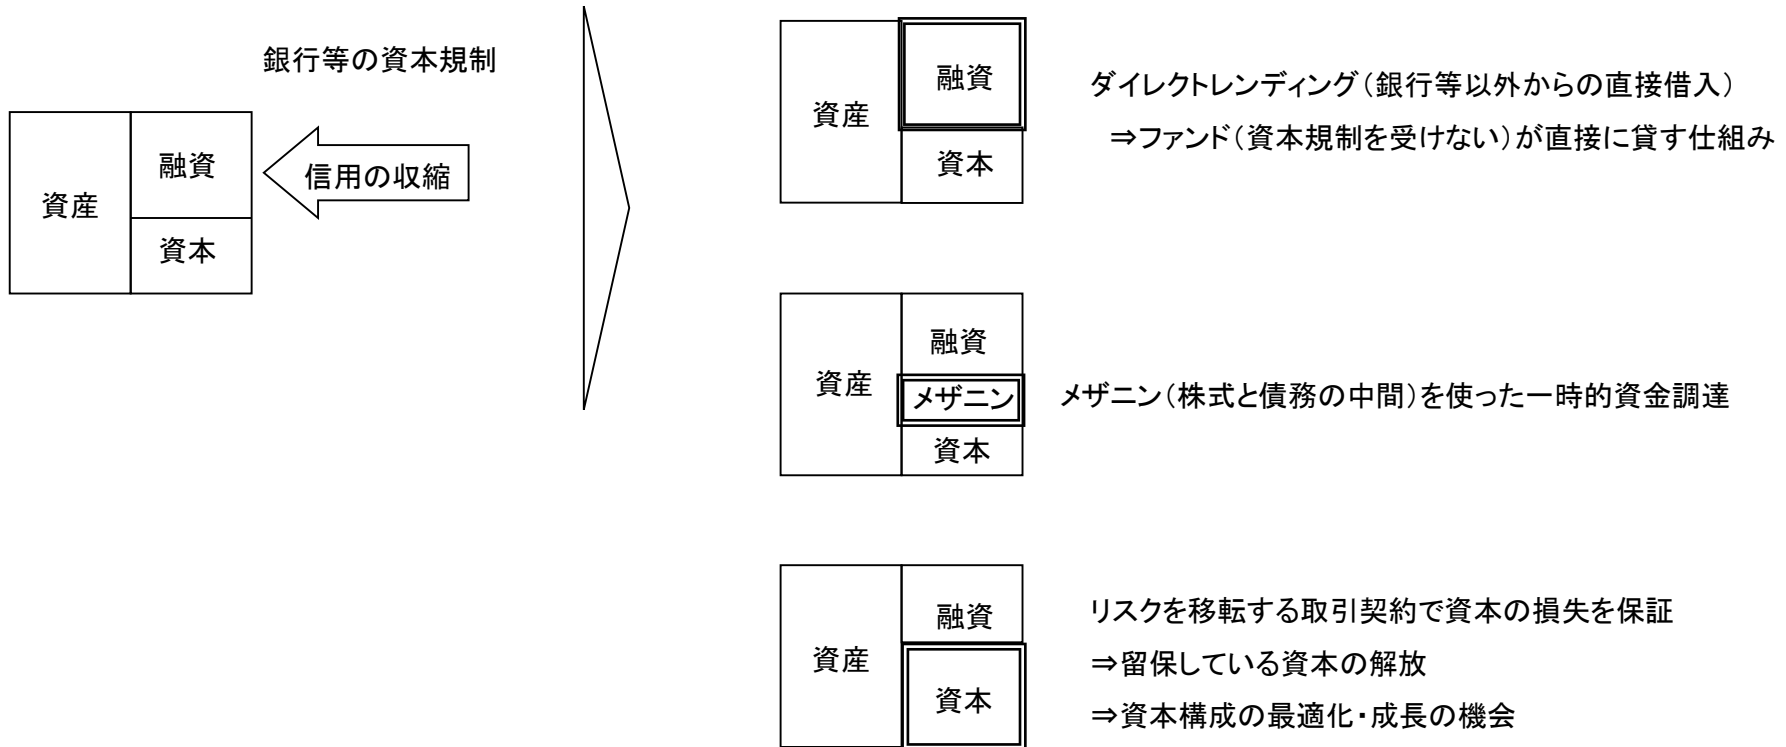 銀行等の資本規制
資産
融資
資本
信用の収縮
資産
融資
資本
ダイレクトレンディング（銀行等以外からの直接借入）
⇒ファンド（資本規制を受けない）が直接に貸す仕組み
資産
融資
メザニン
資本
メザニン（株式と債務の中間）を使った一時的資金調達
資産
融資
資本
リスクを移転する取引契約で資本の損失を保証
⇒留保している資本の解放
⇒資本構成の最適化・成長の機会